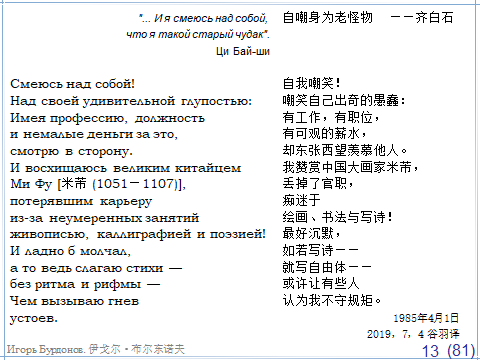 "... И я смеюсь над собой,
что я такой старый чудак".
Ци Бай-ши
Смеюсь над собой!
Над своей удивительной глупостью:
Имея профессию, должность
и немалые деньги за это,
смотрю в сторону.
И восхищаюсь великим китайцем
Ми Фу [米芾 (1051—1107)],
потерявшим карьеру
из-за неумеренных занятий
живописью, каллиграфией и поэзией!
И ладно б молчал,
а то ведь слагаю стихи —
без ритма и рифмы —
Чем вызываю гнев
устоев.
自嘲身为老怪物 ——齐白石
自我嘲笑！
嘲笑自己出奇的愚蠢：
有工作，有职位，
有可观的薪水，
却东张西望羡慕他人。
我赞赏中国大画家米芾，
丢掉了官职，
痴迷于
绘画、书法与写诗！
最好沉默，
如若写诗——
就写自由体——
或许让有些人
认为我不守规矩。
1985年4月1日
2019，7，4 谷羽译
Игорь Бурдонов. 伊戈尔·布尔东诺夫
13 (81)